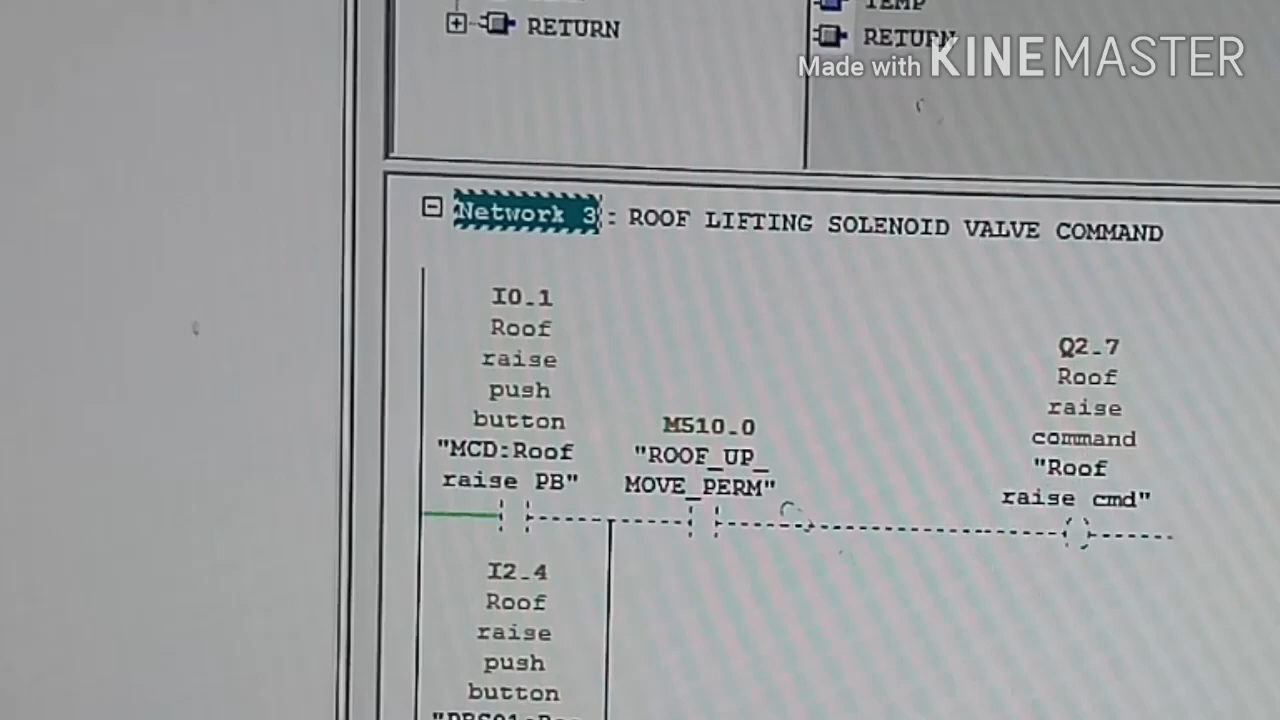 RETURN
TEMP
RETURN
Made with KINEMASTER
Network 3: ROOF LIFTING SOLENOID VALVE COMMAND
I0.1
Roof
raise
push
button
"MCD:Roof
raise PB"
M510.0
"ROOF_UP_
MOVE_PERM"
Q2.7
Roof
raise
command
"Roof
raise cmd"
I2.4
Roof
raise
push
button